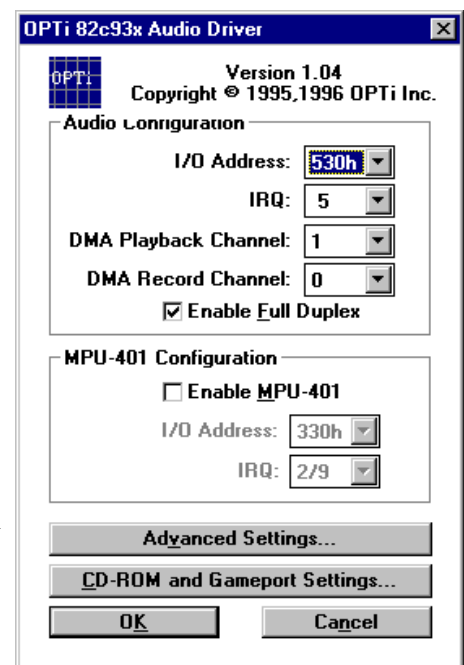 OPTi 82c93x Audio Driver
OPTi
Version 1.04
Copyright © 1995,1996 OPTi Inc.
Audio Configuration
I/O Address: 530h
IRQ: 5
DMA Playback Channel: 1
DMA Record Channel: 0
Enable Full Duplex
MPU-401 Configuration
Enable MPU-401
I/O Address: 330h
IRQ: 2/9
Advanced Settings...
CD-ROM and Gameport Settings...
OK Cancel